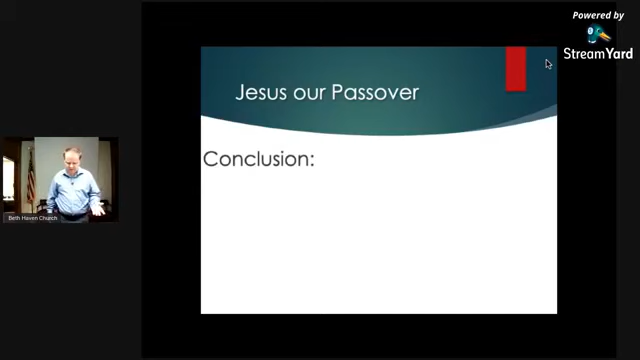 Powered by
StreamYard
Jesus our Passover
Conclusion:
Beth Haven Church